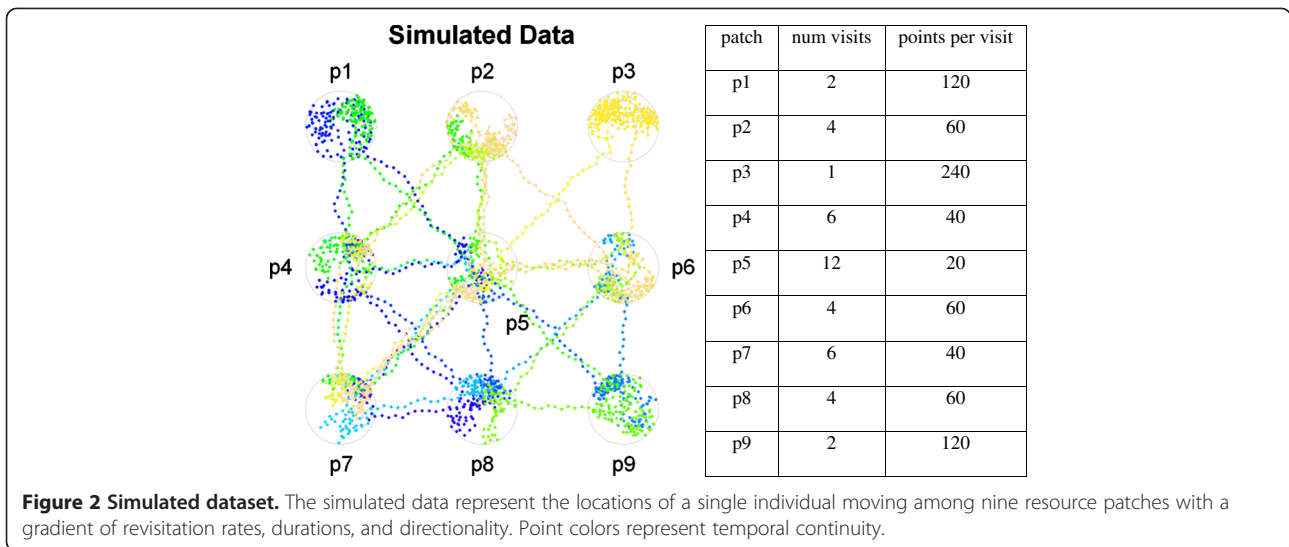 Simulated Data
p1 p2 p3
p4 p6
p5
p7 p8 p9
patch num visits points per visit
p1 2 120
p2 4 60
p3 1 240
p4 6 40
p5 12 20
p6 4 60
p7 6 40
p8 4 60
p9 2 120
Figure 2 Simulated dataset. The simulated data represent the locations of a single individual moving among nine resource patches with a
gradient of revisitation rates, durations, and directionality. Point colors represent temporal continuity.